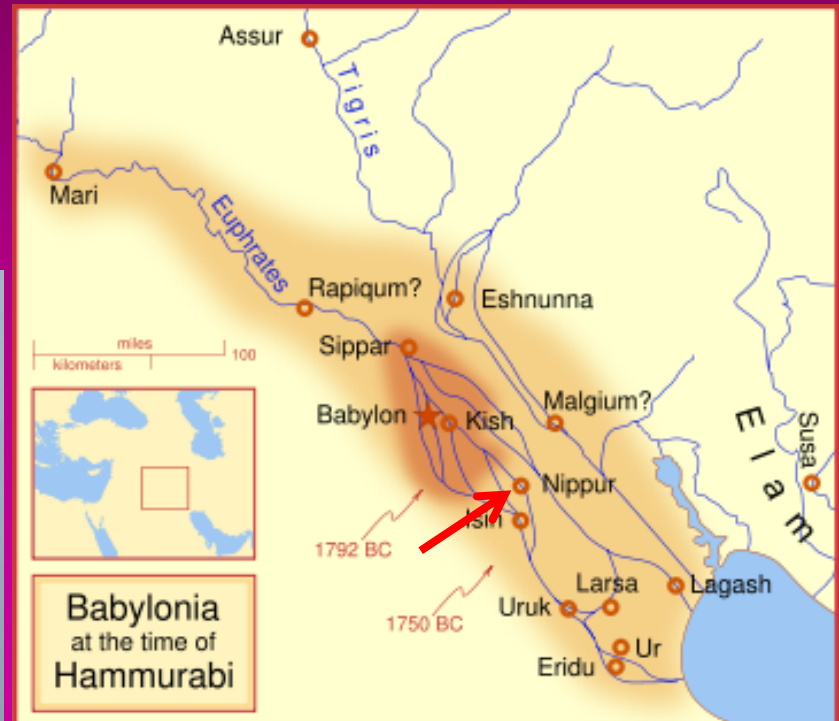 Assur
Tigris
Mari
Euphrates
Rapiqum?
Eshnunna
miles
kilometers
100
Sippar
Babylon
Kish
Malgium?
Elam
Susa
Nippur
Isin
1792 BC
Larsa
Lagash
Uruk
1750 BC
Ur
Eridu
Babylonia
at the time of
Hammurabi